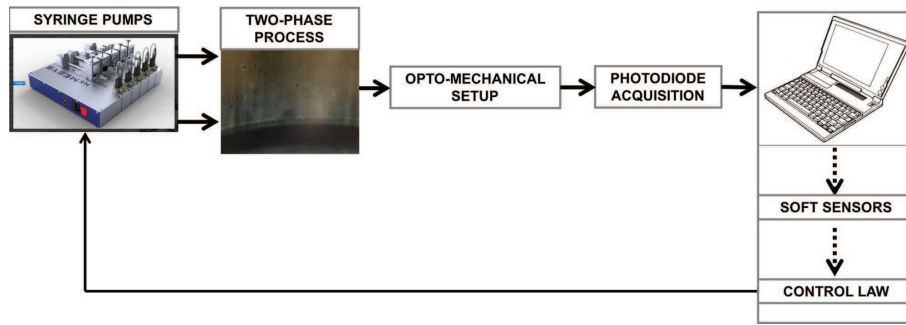 SYRINGE PUMPS
TWO-PHASE
PROCESS
OPTO-MECHANICAL
SETUP
PHOTODIODE
ACQUISITION
SOFT SENSORS
CONTROL LAW